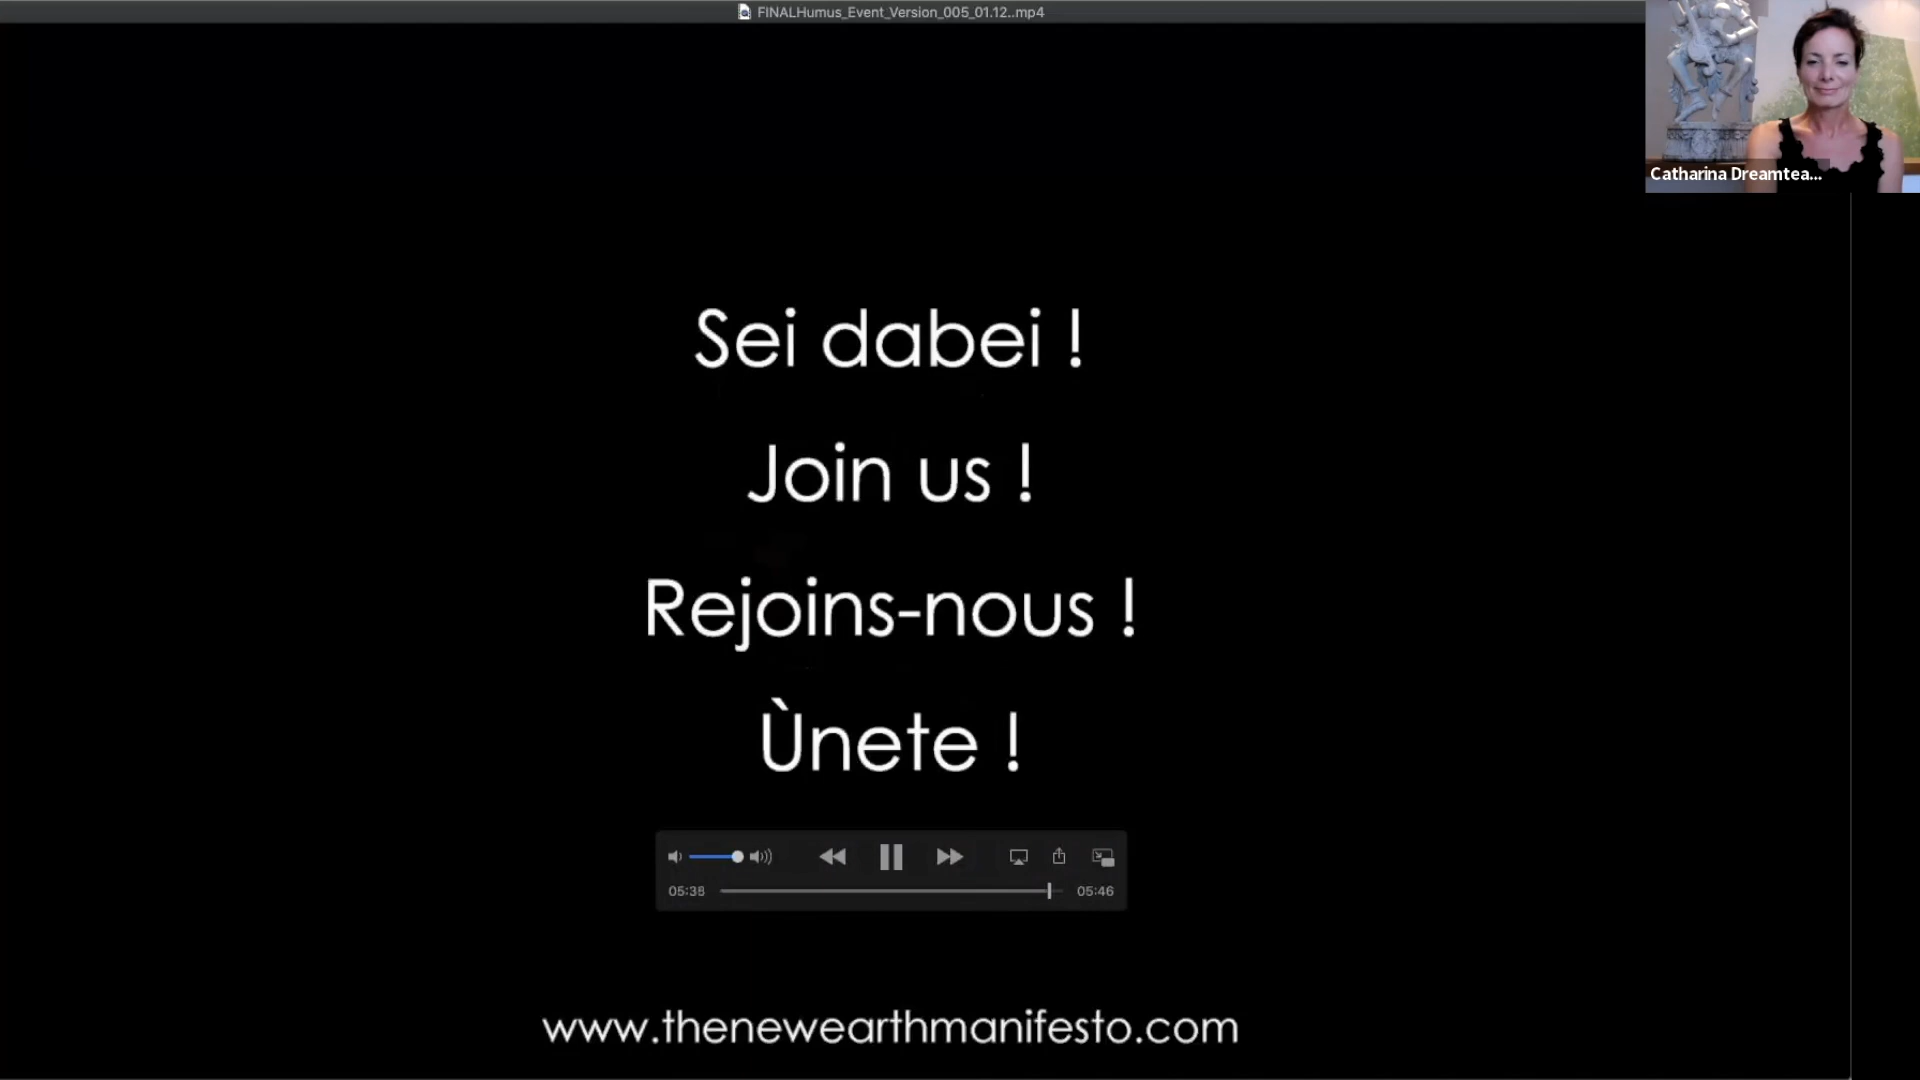 FINALHumus_Event_Version_005_01.12..mp4
Catharina Dreamtea...
Sei dabei !
Join us !
Rejoins-nous !
Ùnete !
05:38
05:46
www.thenewearthmanifesto.com